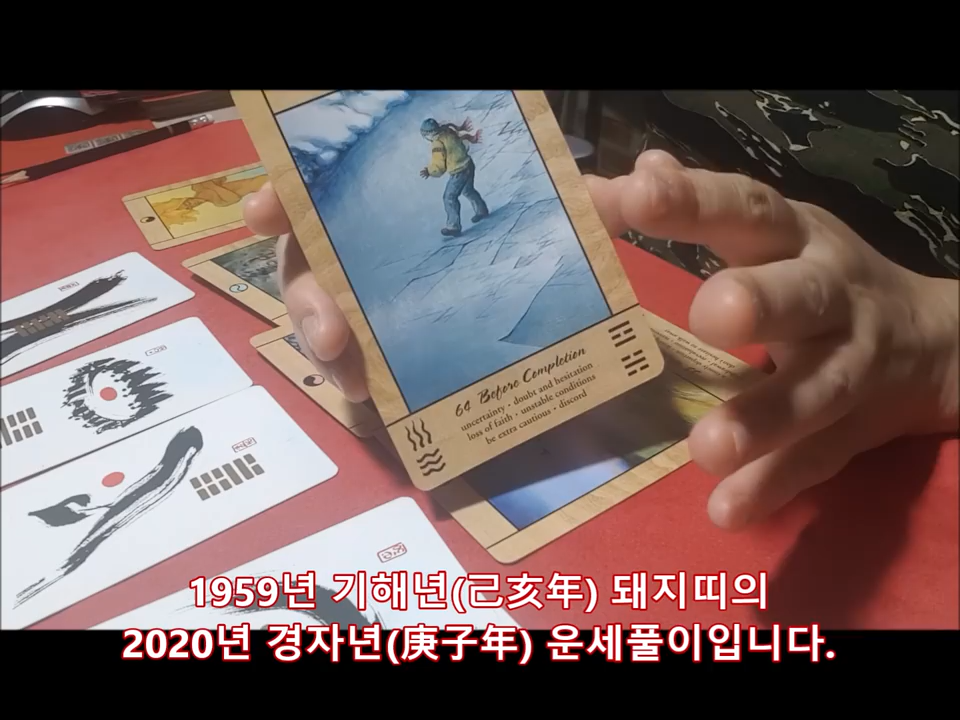 64 Before Completion
uncertainty • doubt and hesitation
loss of faith • unstable conditions
be extra cautious • discord
1959년 기해년(己亥年) 돼지띠의
2020년 경자년(庚子年) 운세풀이입니다.